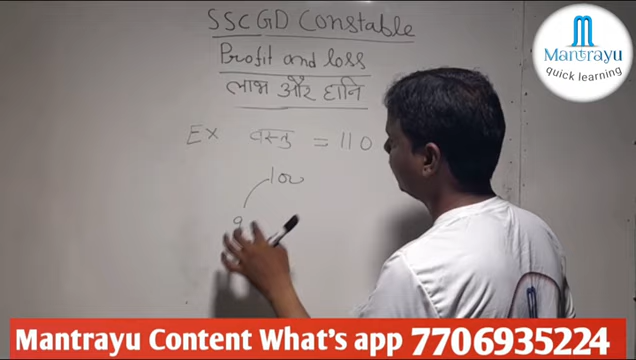 SSC GD Constable
Profit and loss
लाभ और हानि
Mantrayu
quick learning
Ex वस्तु = 110
100
9
Mantrayu Content What's app 7706935224